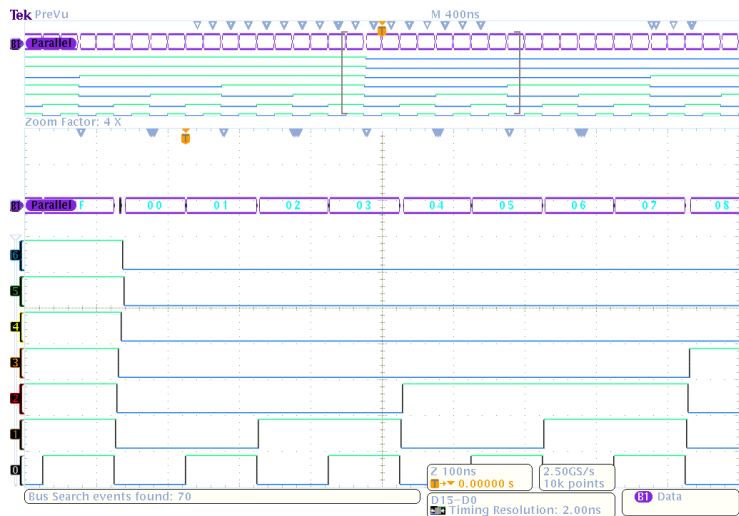 Tek PreVu M 400ns
B1 Parallel
Zoom Factor: 4 X
B1 Parallel F 00 01 02 03 04 05 06 07 08
6
5
4
3
2
1
0
Z 100ns 2.50GS/s
T→▼ 0.00000 s 10k points
Bus Search events found: 70
D15-D0 B1 Data
Timing Resolution: 2.00ns